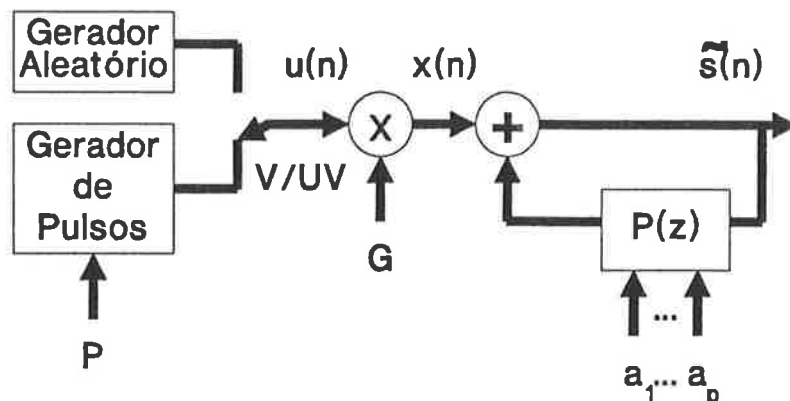 Gerador
Aleatório
u(n)
x(n)
s̃(n)
Gerador
de
Pulsos
V/UV
X
+
P(z)
G
P
...
a₁... aₚ